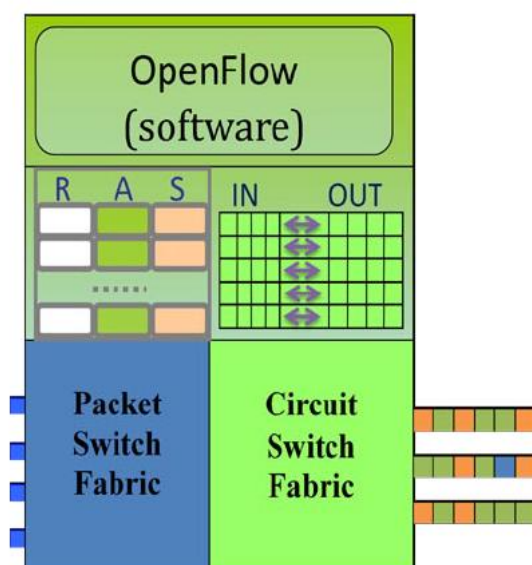 OpenFlow
(software)
R A S
IN OUT
Packet
Switch
Fabric
Circuit
Switch
Fabric